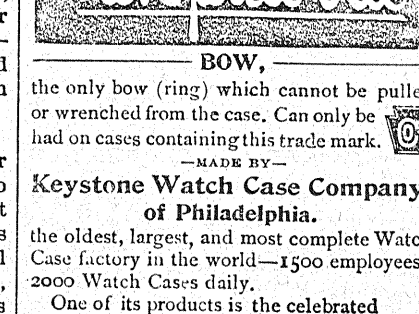 BOW,
the only bow (ring) which cannot be pulle
or wrenched from the case. Can only be
had on cases containing this trade mark.
—MADE BY—
Keystone Watch Case Company
of Philadelphia.
the oldest, largest, and most complete Watc
Case factory in the world—1500 employees
2000 Watch Cases daily.
One of its products is the celebrated